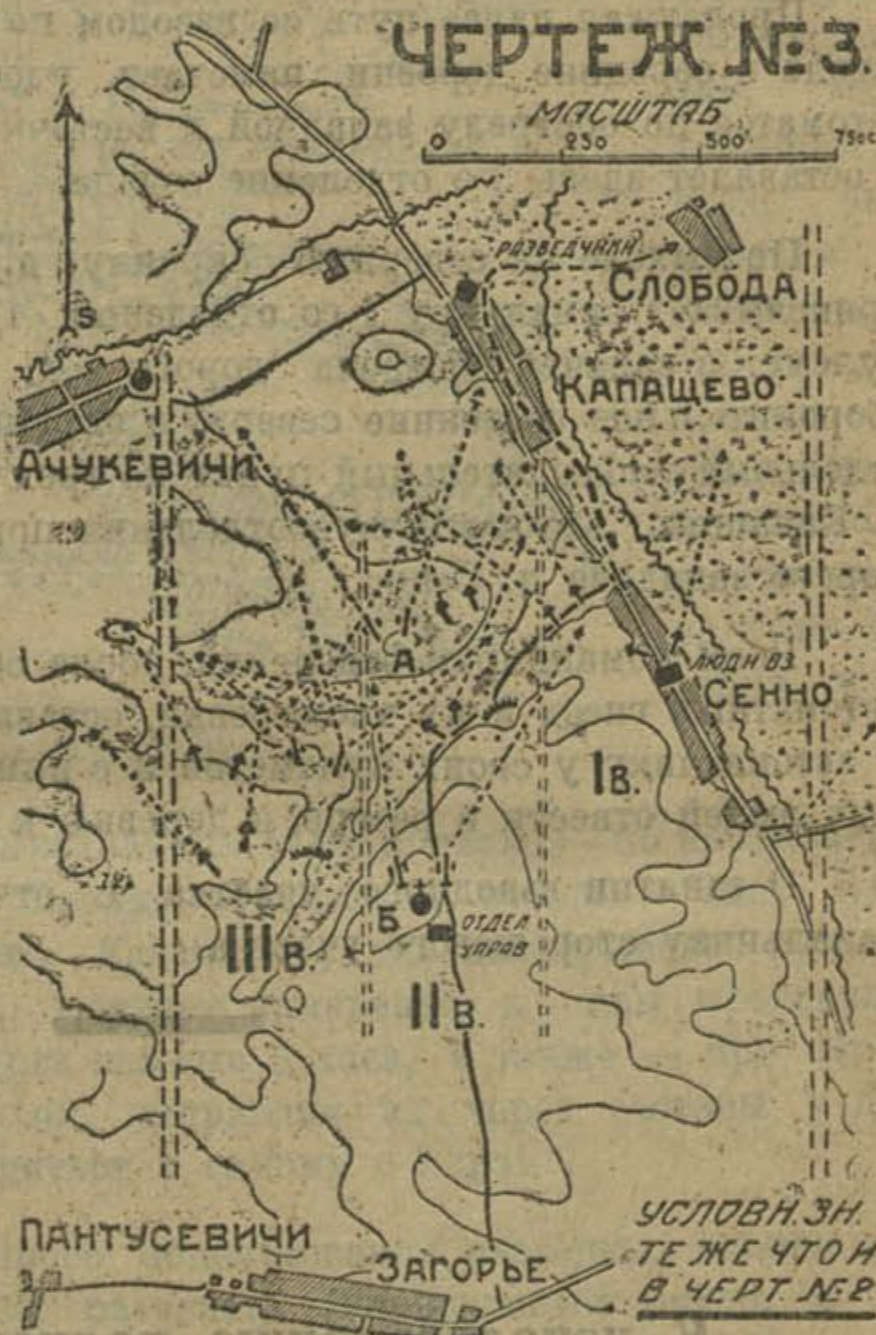 ЧЕРТЕЖ. №3.
МАСШТАБ
0 250 500 750
РАЗВЕДЧИКИ
СЛОБОДА
S
КАПАЩЕВО
АЧУКЕВИЧИ
А.
ЛЮДИ ВЗ.
СЕННО
I В.
Б
ОТДЕЛ
УПРАВ
III В.
II В.
ПАНТУСЕВИЧИ
ЗАГОРЬЕ
УСЛОВН. ЗН.
ТЕ ЖЕ ЧТО И
В ЧЕРТ. №2